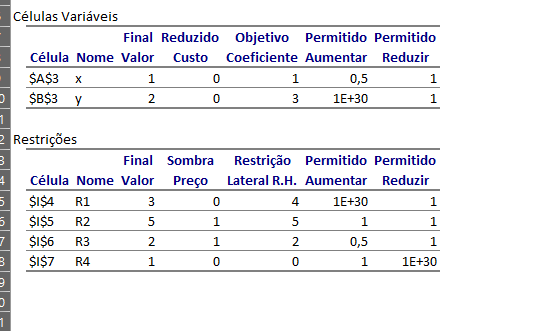 Células Variáveis
Final Reduzido Objetivo Permitido Permitido
Célula Nome Valor Custo Coeficiente Aumentar Reduzir
$A$3 x 1 0 1 0,5 1
$B$3 y 2 0 3 1E+30 1
Restrições
Final Sombra Restrição Permitido Permitido
Célula Nome Valor Preço Lateral R.H. Aumentar Reduzir
$I$4 R1 3 0 4 1E+30 1
$I$5 R2 5 1 5 1 1
$I$6 R3 2 1 2 0,5 1
$I$7 R4 1 0 0 1 1E+30